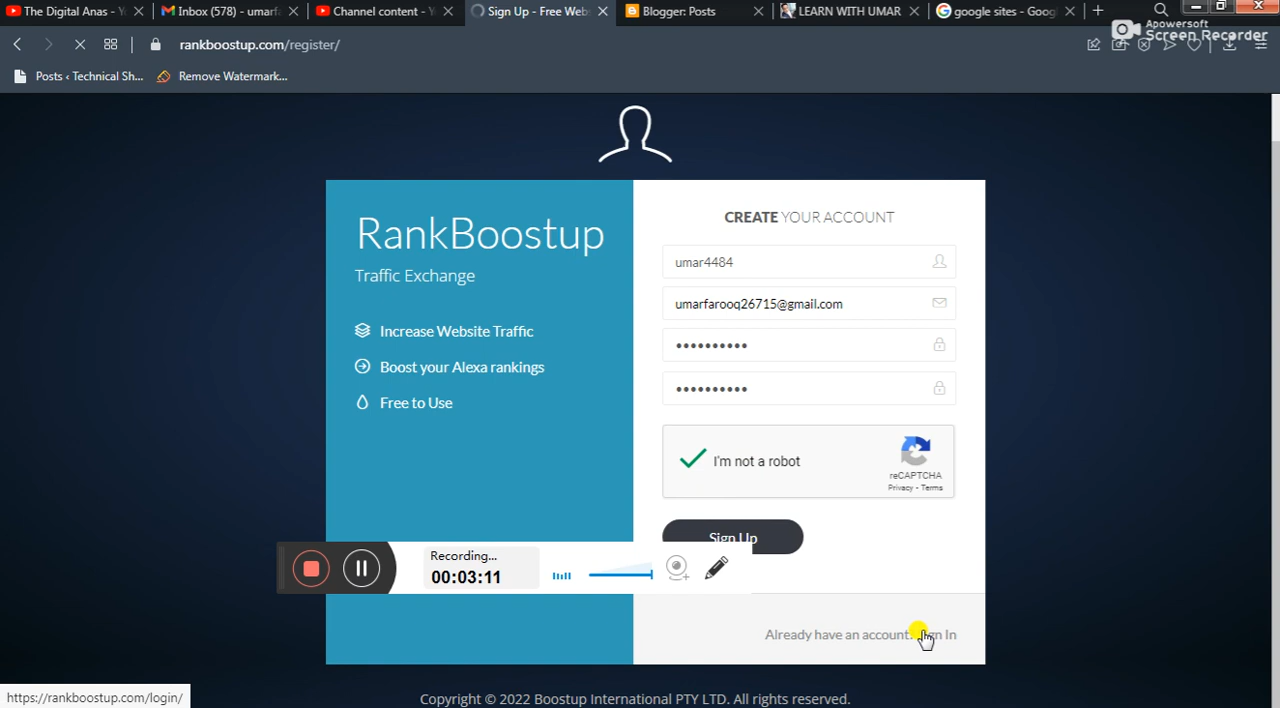 The Digital Anas - Y
Inbox (578) - umarf
Channel content - Y
Sign Up - Free Webs
Blogger: Posts
LEARN WITH UMAR
google sites - Goog
Apowersoft
Screen Recorder
rankboostup.com/register/
Posts ‹ Technical Sh...
Remove Watermark...
RankBoostup
Traffic Exchange
Increase Website Traffic
Boost your Alexa rankings
Free to Use
CREATE YOUR ACCOUNT
umar4484
umarfarooq26715@gmail.com
I'm not a robot
reCAPTCHA
Privacy - Terms
Sign Up
Recording...
00:03:11
Already have an account? Sign In
https://rankboostup.com/login/
Copyright © 2022 Boostup International PTY LTD. All rights reserved.